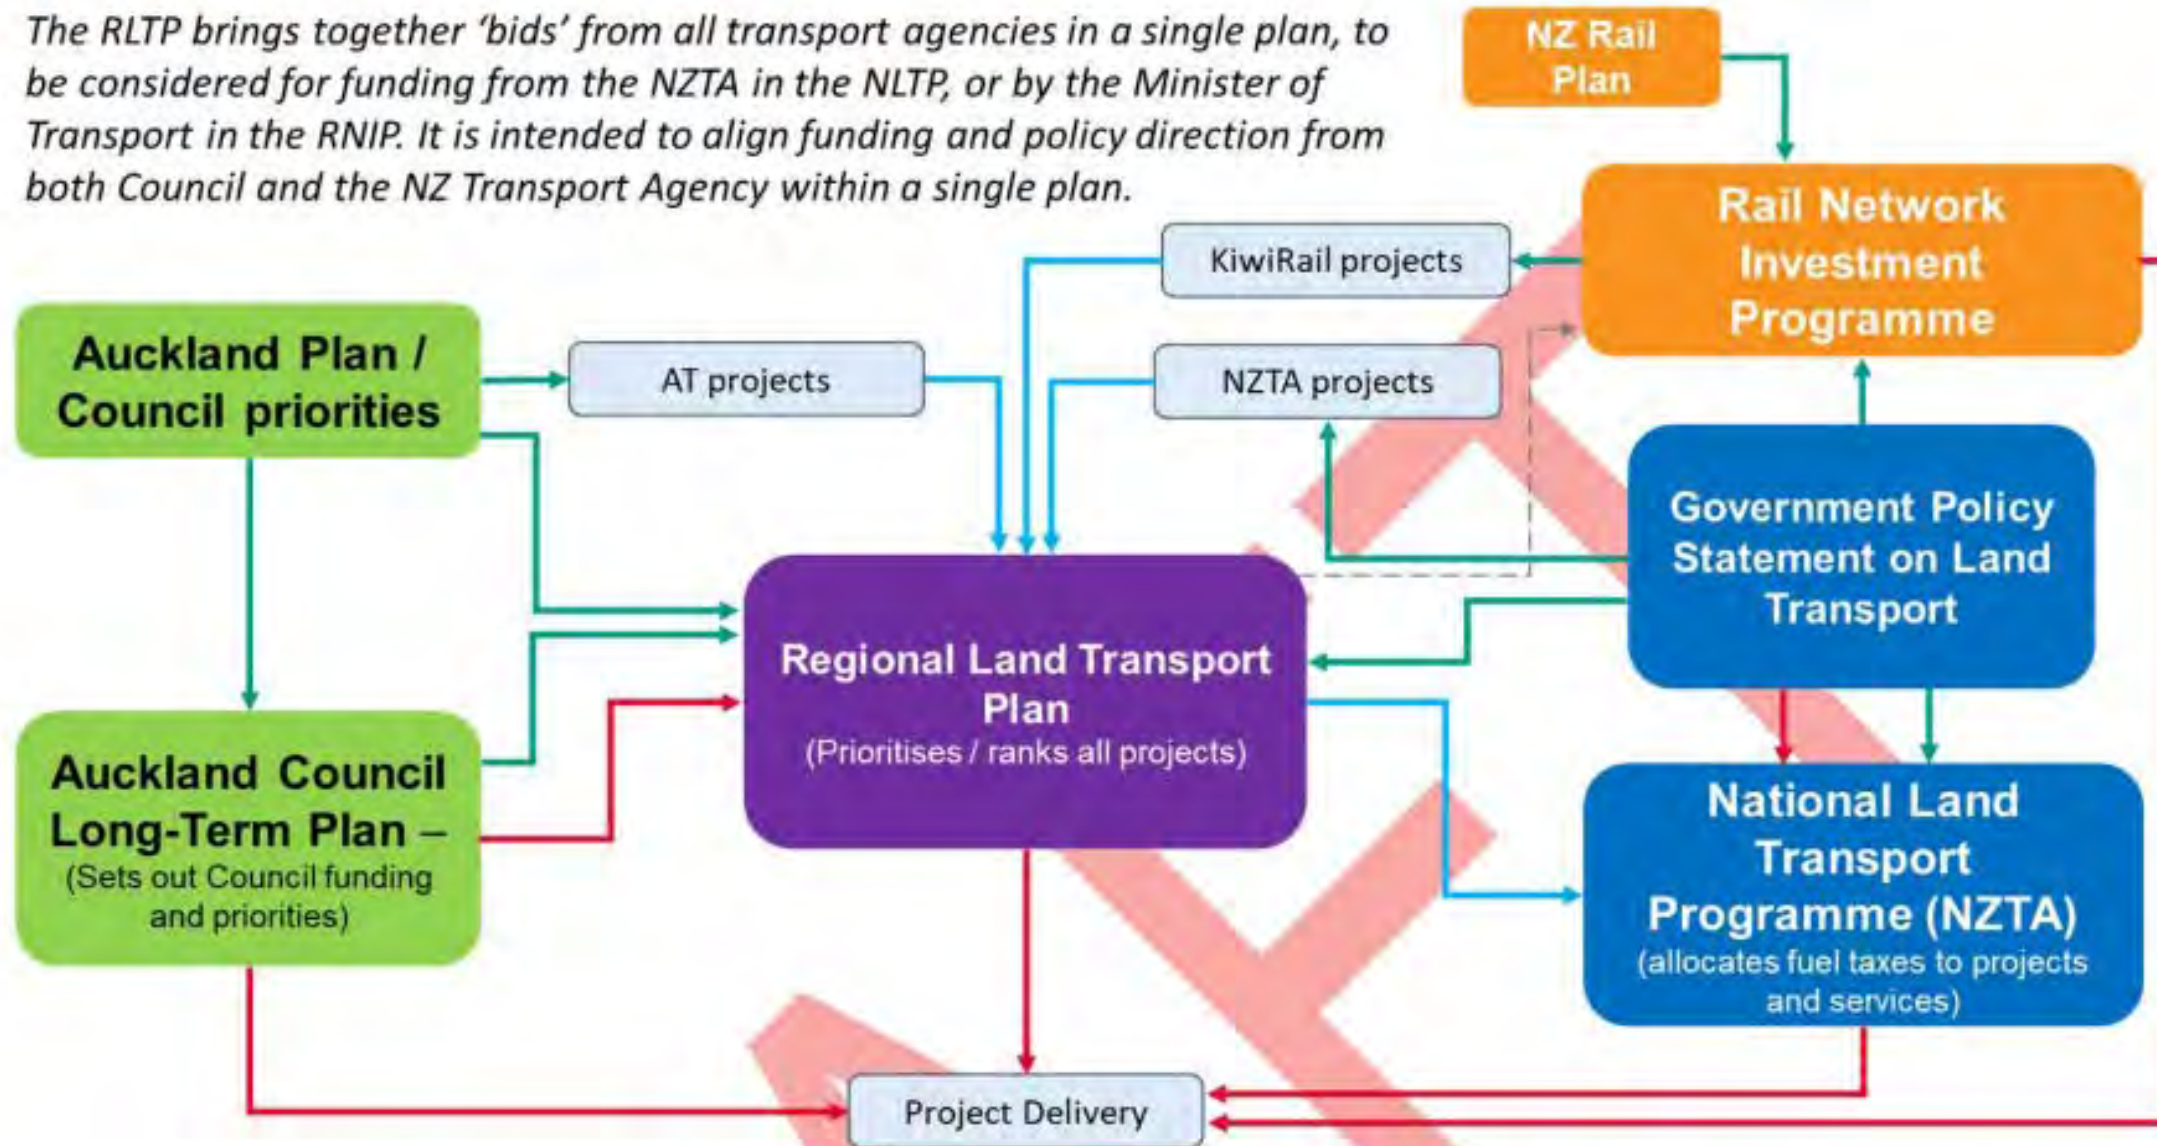 The RLTP brings together ‘bids’ from all transport agencies in a single plan, to
be considered for funding from the NZTA in the NLTP, or by the Minister of
Transport in the RNIP. It is intended to align funding and policy direction from
both Council and the NZ Transport Agency within a single plan.
NZ Rail
Plan
Rail Network
Investment
Programme
KiwiRail projects
Auckland Plan /
Council priorities
AT projects
NZTA projects
Government Policy
Statement on Land
Transport
Regional Land Transport
Plan
(Prioritises / ranks all projects)
Auckland Council
Long-Term Plan –
(Sets out Council funding
and priorities)
National Land
Transport
Programme (NZTA)
(allocates fuel taxes to projects
and services)
Project Delivery